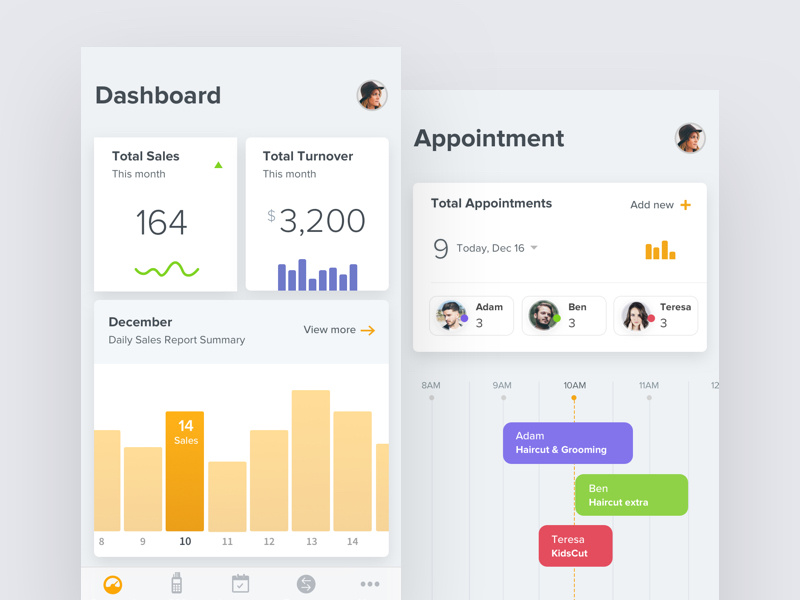 Dashboard
Total Sales
This month
164
Total Turnover
This month
$3,200
December
Daily Sales Report Summary
View more
14
Sales
8 9 10 11 12 13 14
Appointment
Total Appointments
Add new
9 Today, Dec 16
Adam
3
Ben
3
Teresa
3
8AM 9AM 10AM 11AM 12
Adam
Haircut & Grooming
Ben
Haircut extra
Teresa
KidsCut